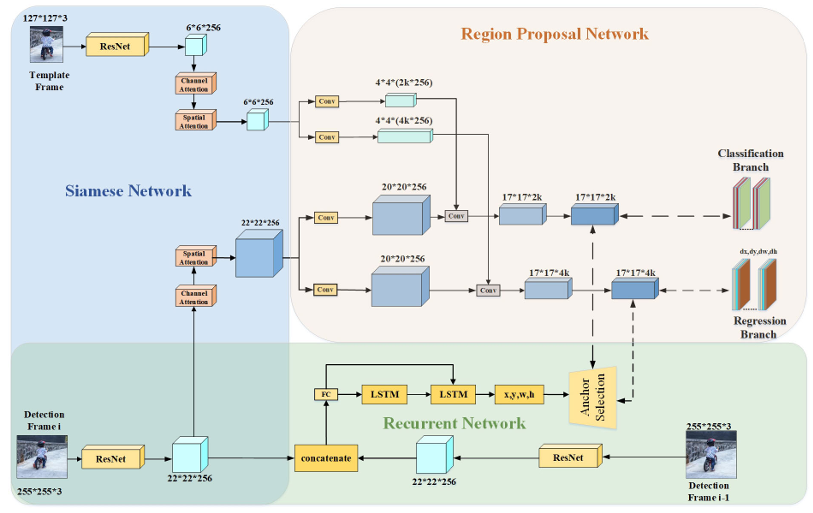 127*127*3
ResNet
6*6*256
Template
Frame
Channel
Attention
Spatial
Attention
6*6*256
Siamese Network
Region Proposal Network
Conv
4*4*(2k*256)
Conv
4*4*(4k*256)
Classification
Branch
22*22*256
Spatial
Attention
Channel
Attention
Conv
20*20*256
Conv
17*17*2k
17*17*2k
Conv
20*20*256
Conv
17*17*4k
17*17*4k
dx,dy,dw,dh
Regression
Branch
FC
LSTM
LSTM
x,y,w,h
Anchor
Selection
Recurrent Network
Detection
Frame i
255*255*3
ResNet
22*22*256
concatenate
22*22*256
ResNet
255*255*3
Detection
Frame i-1